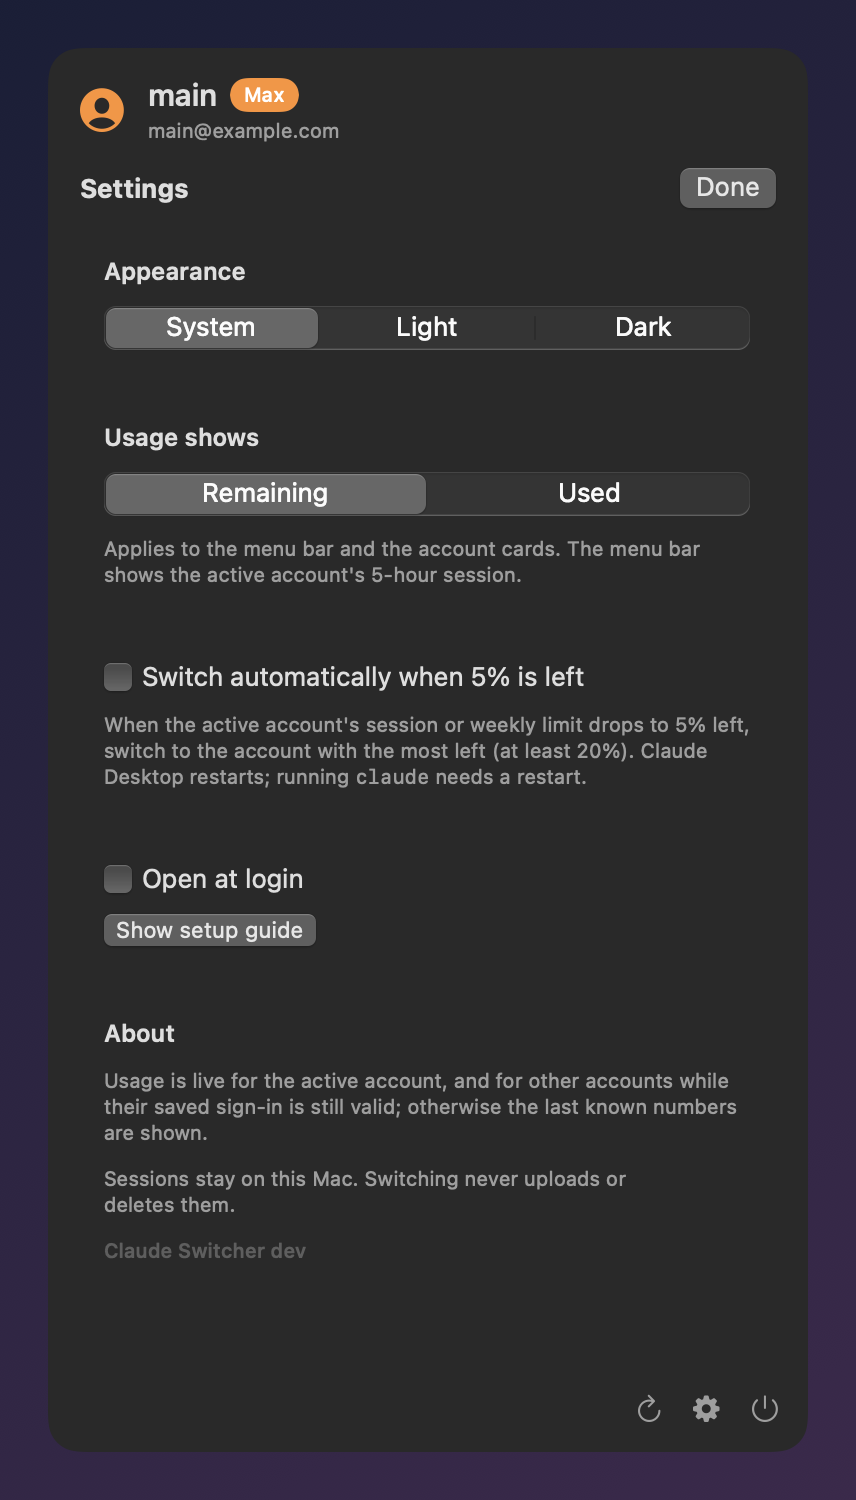 main Max
main@example.com
Settings
Done
Appearance
System Light Dark
Usage shows
Remaining Used
Applies to the menu bar and the account cards. The menu bar
shows the active account's 5-hour session.
Switch automatically when 5% is left
When the active account's session or weekly limit drops to 5% left,
switch to the account with the most left (at least 20%). Claude
Desktop restarts; running claude needs a restart.
Open at login
Show setup guide
About
Usage is live for the active account, and for other accounts while
their saved sign-in is still valid; otherwise the last known numbers
are shown.
Sessions stay on this Mac. Switching never uploads or
deletes them.
Claude Switcher dev